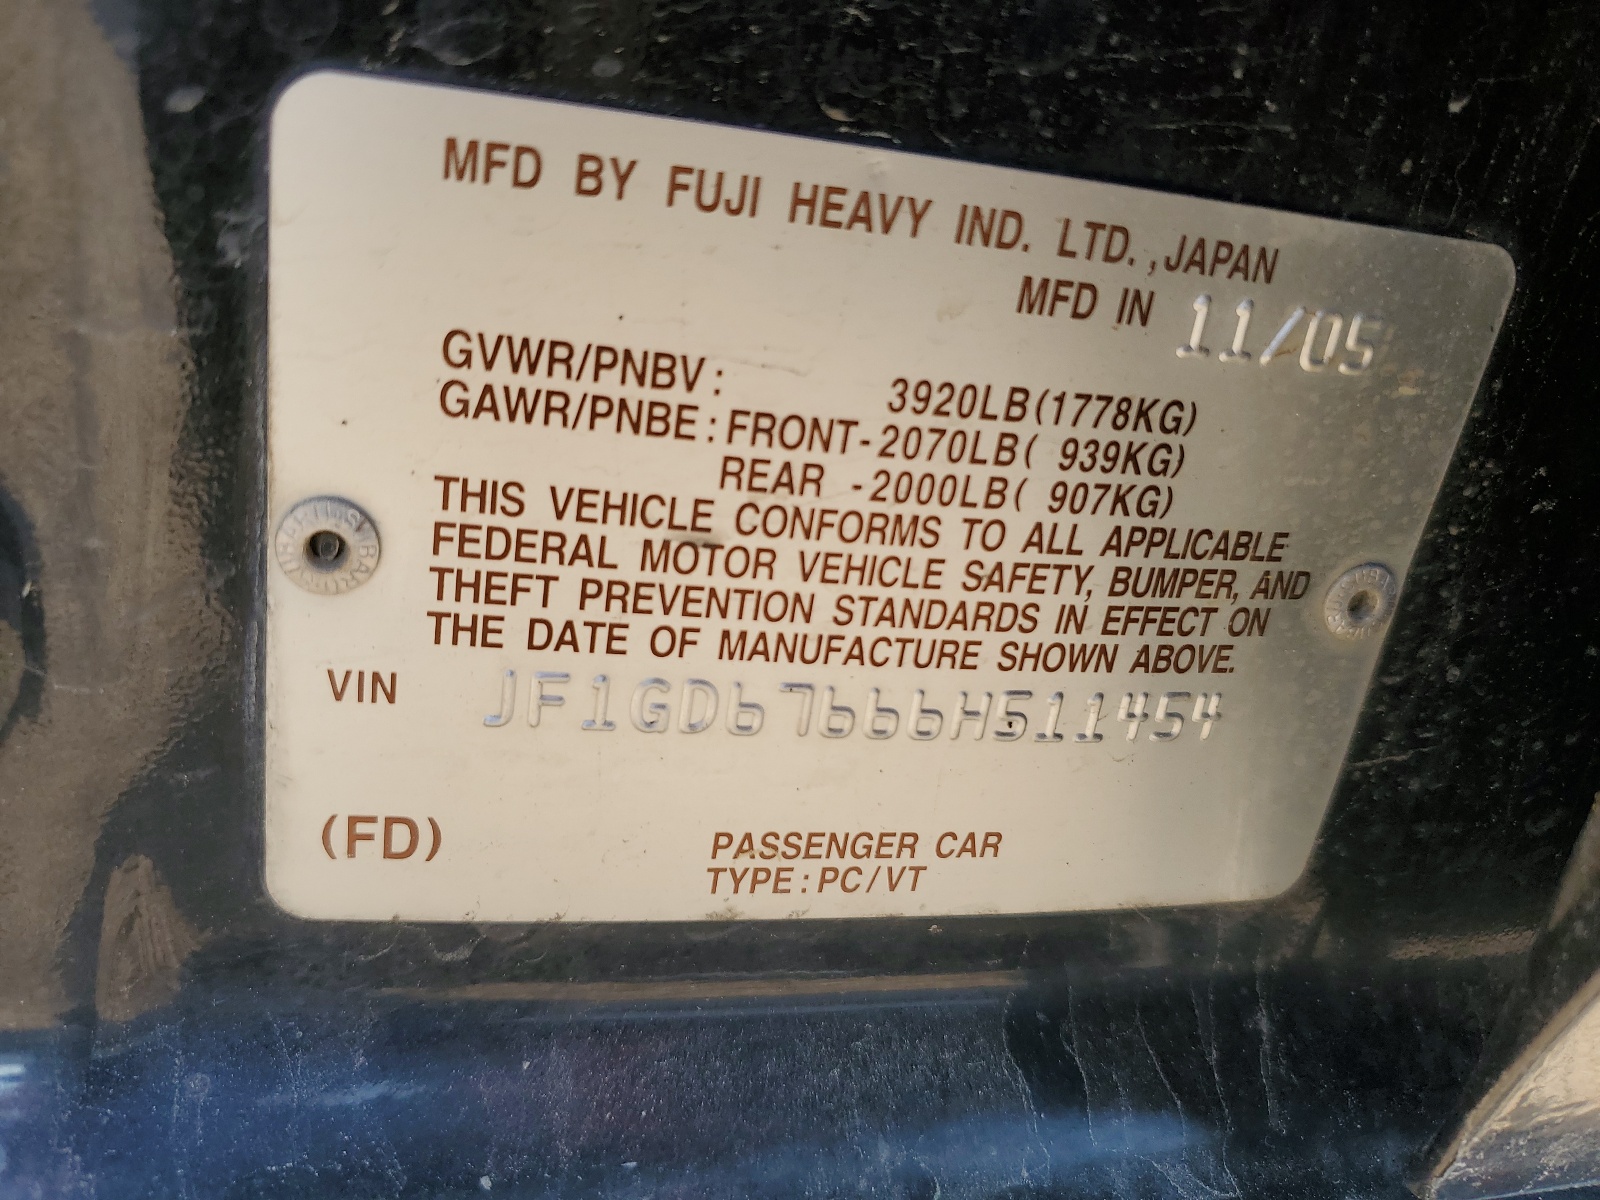 MFD BY FUJI HEAVY IND. LTD., JAPAN
MFD IN 11/05
GVWR/PNBV: 3920LB(1778KG)
GAWR/PNBE: FRONT-2070LB( 939KG)
REAR -2000LB( 907KG)
THIS VEHICLE CONFORMS TO ALL APPLICABLE
FEDERAL MOTOR VEHICLE SAFETY, BUMPER, AND
THEFT PREVENTION STANDARDS IN EFFECT ON
THE DATE OF MANUFACTURE SHOWN ABOVE.
VIN JF1GD67666H511454
(FD) PASSENGER CAR
TYPE: PC/VT